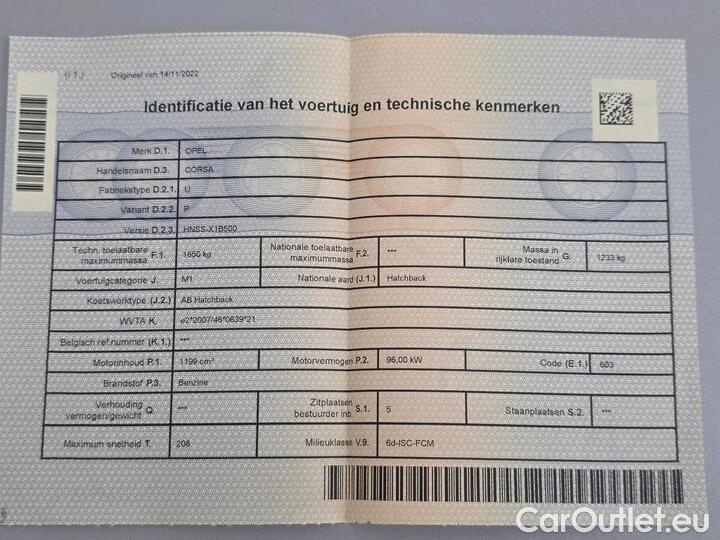 (I 1.) Origineel van 14/11/2022
Identificatie van het voertuig en technische kenmerken
Merk D.1. OPEL
Handelsnaam D.3. CORSA
Fabriekstype D.2.1. U
Variant D.2.2. P
Versie D.2.3. HNSS-X1B500
Techn. toelaatbare maximummassa F.1. 1650 kg Nationale toelaatbare maximummassa F.2. *** Massa in rijklare toestand G. 1233 kg
Voertuigcategorie J. M1 Nationale aard (J.1.) Hatchback
Koetswerktype (J.2.) AB Hatchback
WVTA K. e2*2007/46*0639*21
Belgisch ref.nummer (K.1.) ***
Motorinhoud P.1. 1199 cm³ Motorvermogen P.2. 96,00 kW Code (E.1.) 603
Brandstof P.3. Benzine
Verhouding vermogen/gewicht Q. *** Zitplaatsen bestuurder inb. S.1. 5 Staanplaatsen S.2. ***
Maximum snelheid T. 208 Milieuklasse V.9. 6d-ISC-FCM
CarOutlet.eu